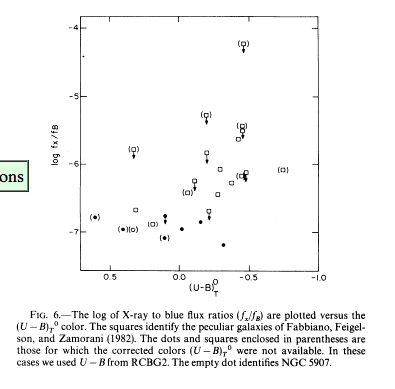 -4
-5
-6
-7
log fx/fB
ons
0.5
0.0
-0.5
-1.0
(U-B)T0
FIG. 6.—The log of X-ray to blue flux ratios (fx/fB) are plotted versus the
(U − B)T0 color. The squares identify the peculiar galaxies of Fabbiano, Feigel-
son, and Zamorani (1982). The dots and squares enclosed in parentheses are
those for which the corrected colors (U − B)T0 were not available. In these
cases we used U − B from RCBG2. The empty dot identifies NGC 5907.